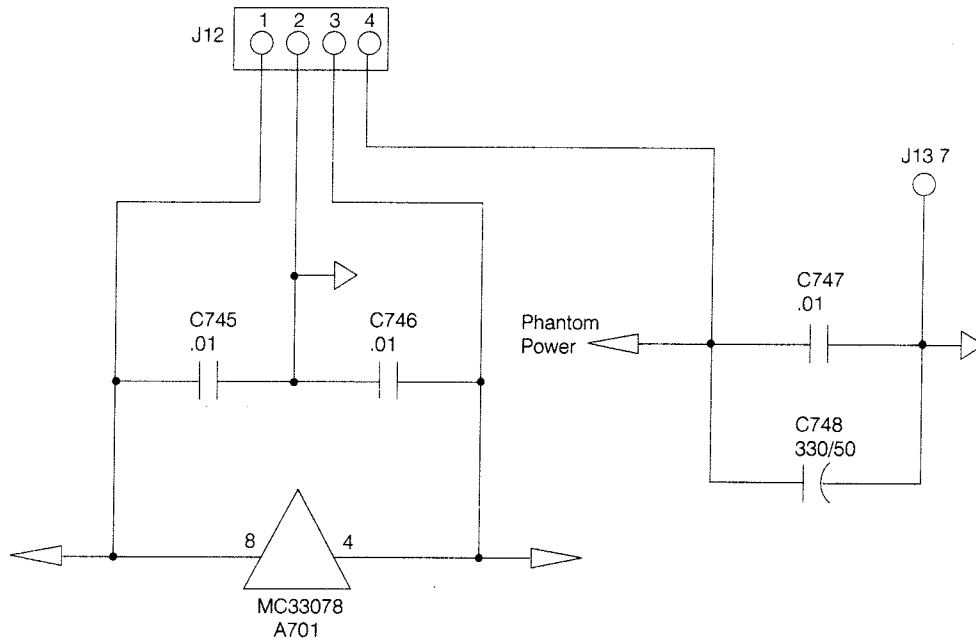 J12
1 2 3 4
J13 7
C745
.01
C746
.01
Phantom
Power
C747
.01
C748
330/50
8
4
MC33078
A701